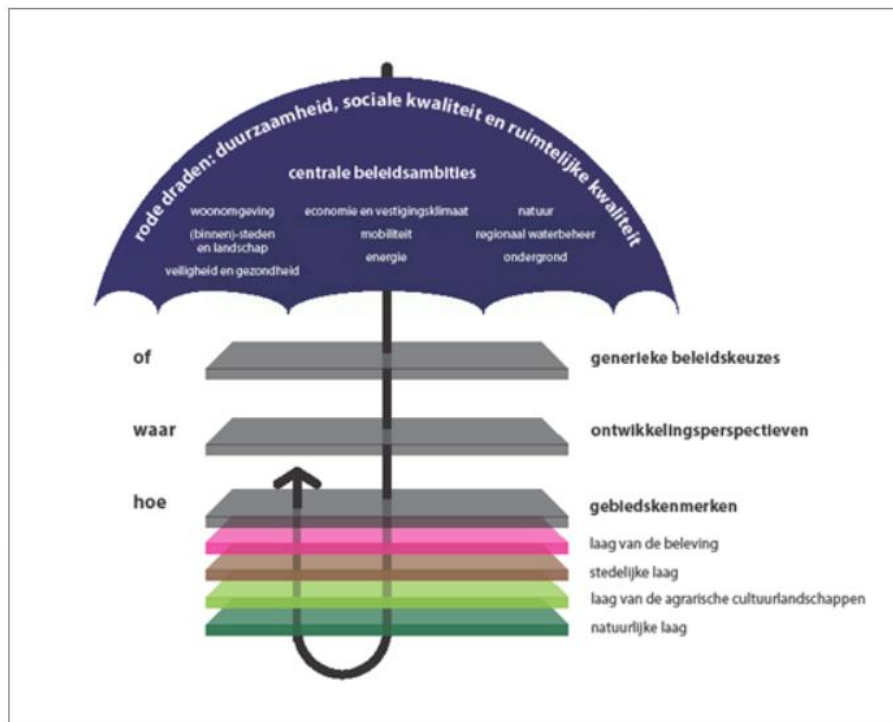 rode draden: duurzaamheid, sociale kwaliteit en ruimtelijke kwaliteit
centrale beleidsambities
woonomgeving
(binnen)-steden
en landschap
veiligheid en gezondheid
economie en vestigingsklimaat
mobiliteit
energie
natuur
regionaal waterbeheer
ondergrond
of
generieke beleidskeuzes
waar
ontwikkelingsperspectieven
hoe
gebiedskenmerken
laag van de beleving
stedelijke laag
laag van de agrarische cultuurlandschappen
natuurlijke laag